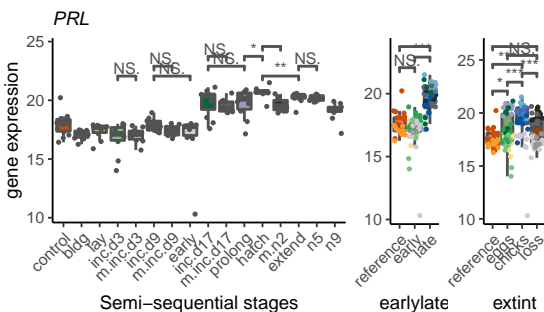 PRL
gene expression
25
20
15
10
NS.
NS.
NS.
NS.
NS.
*
**
NS.
control
bldg
lay
inc.d3
m.inc.d3
inc.d9
m.inc.d9
early
inc.d17
m.inc.d17
prolong
hatch
m.n2
extend
n5
n9
Semi−sequential stages
20
15
10
NS.
***
reference
early
late
earlylate
25
20
15
10
NS.
***
***
*
reference
eggs
chicks
loss
extint